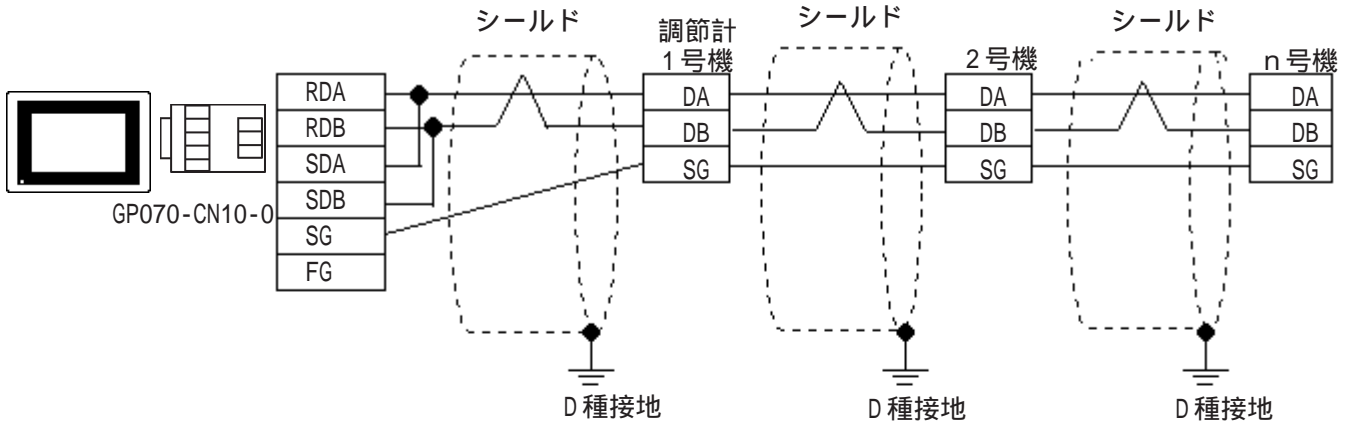 シールド
シールド
シールド
調節計
1号機
2号機
n号機
RDA
RDB
SDA
SDB
SG
FG
GP070-CN10-0
DA
DB
SG
DA
DB
SG
DA
DB
SG
D種接地
D種接地
D種接地